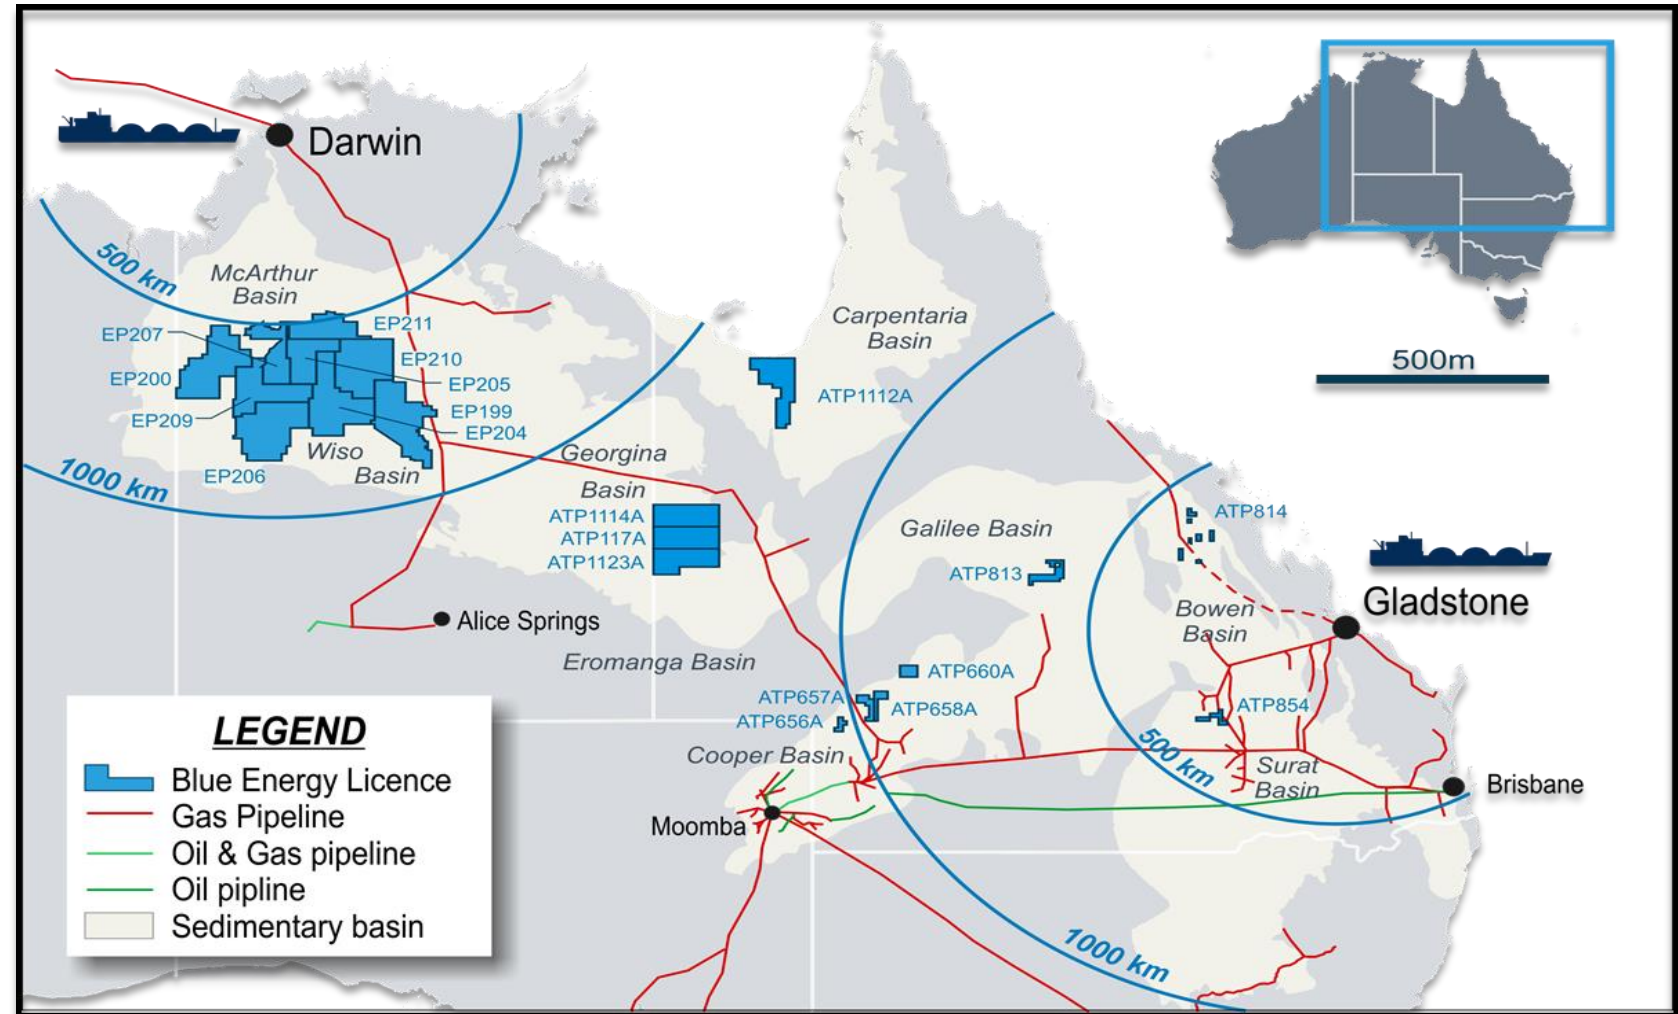 Darwin
500 km
McArthur
Basin
EP207
EP211
EP210
EP200
EP205
EP209
EP199
EP204
EP206
Wiso
Basin
1000 km
Georgina
Basin
ATP1114A
ATP117A
ATP1123A
Carpentaria
Basin
ATP1112A
500m
Galilee Basin
ATP813
ATP814
Gladstone
Bowen
Basin
Alice Springs
Eromanga Basin
ATP660A
ATP657A
ATP658A
ATP656A
ATP854
Cooper Basin
500 km
Surat
Basin
Brisbane
Moomba
1000 km
LEGEND
Blue Energy Licence
Gas Pipeline
Oil & Gas pipeline
Oil pipline
Sedimentary basin